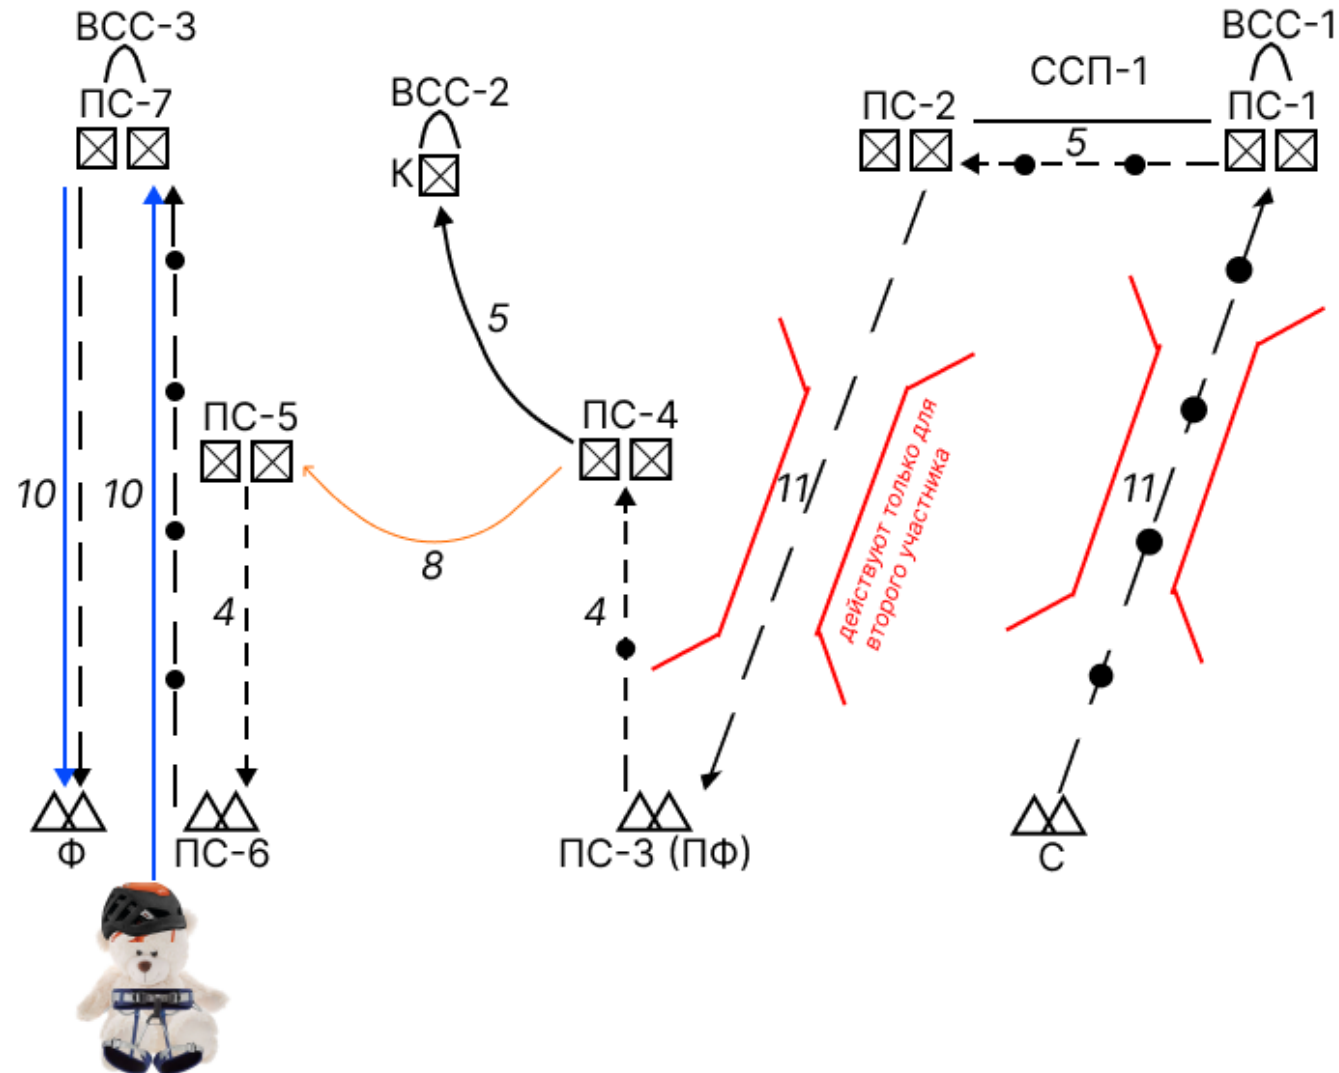 ВСС-3
ПС-7
ВСС-2
К
ПС-2
ССП-1
5
ВСС-1
ПС-1
5
ПС-5
ПС-4
10
10
4
8
4
11
действуют только для
второго участника
11
Ф
ПС-6
ПС-3 (ПФ)
С